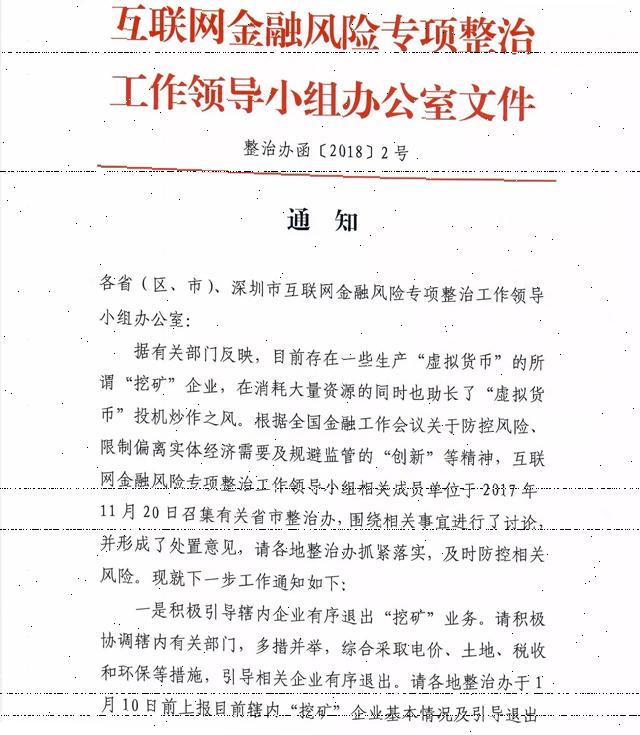 互联网金融风险专项整治
工作领导小组办公室文件
整治办函〔2018〕2号
通 知
各省（区、市）、深圳市互联网金融风险专项整治工作领导
小组办公室：
据有关部门反映，目前存在一些生产“虚拟货币”的所
谓“挖矿”企业，在消耗大量资源的同时也助长了“虚拟货
币”投机炒作之风。根据全国金融工作会议关于防控风险、
限制偏离实体经济需要及规避监管的“创新”等精神，互联
网金融风险专项整治工作领导小组相关成员单位于2017年
11月20日召集有关省市整治办，围绕相关事宜进行了讨论，
并形成了处置意见，请各地整治办抓紧落实，及时防控相关
风险。现就下一步工作通知如下：
一是积极引导辖内企业有序退出“挖矿”业务。请积极
协调辖内有关部门，多措并举，综合采取电价、土地、税收
和环保等措施，引导相关企业有序退出。请各地整治办于1
月10日前上报目前辖内“挖矿”企业基本情况及引导退出